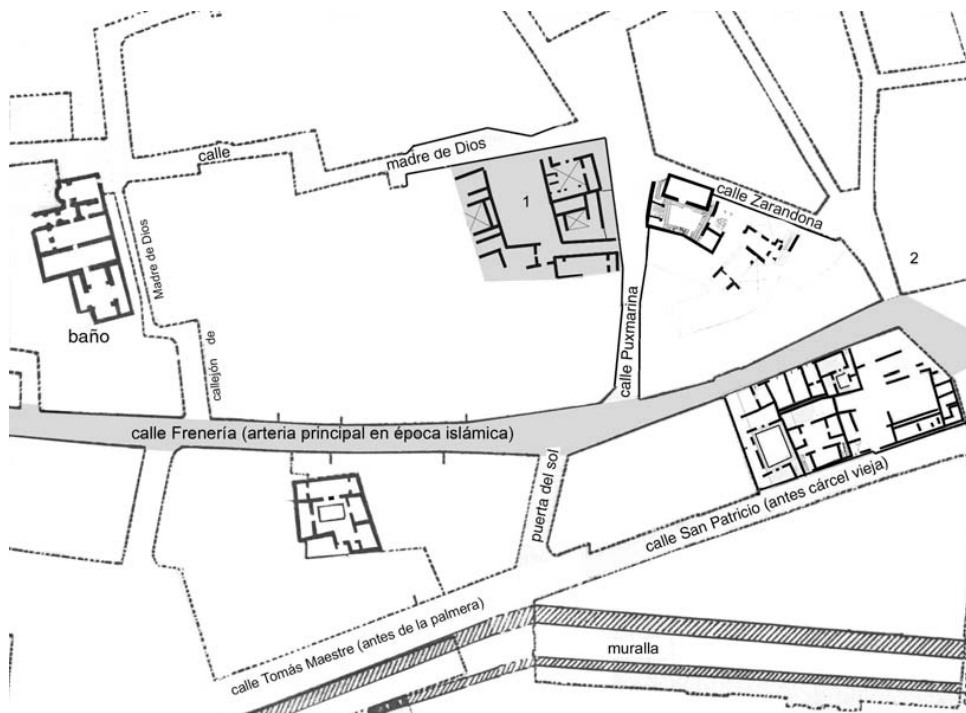 calle
madre de Dios
1
calle Zarandona
Madre de Dios
2
baño
callejón de
calle Puxmarina
calle Frenería (arteria principal en época islámica)
puerta del sol
calle San Patricio (antes cárcel vieja)
calle Tomás Maestre (antes de la palmera)
muralla